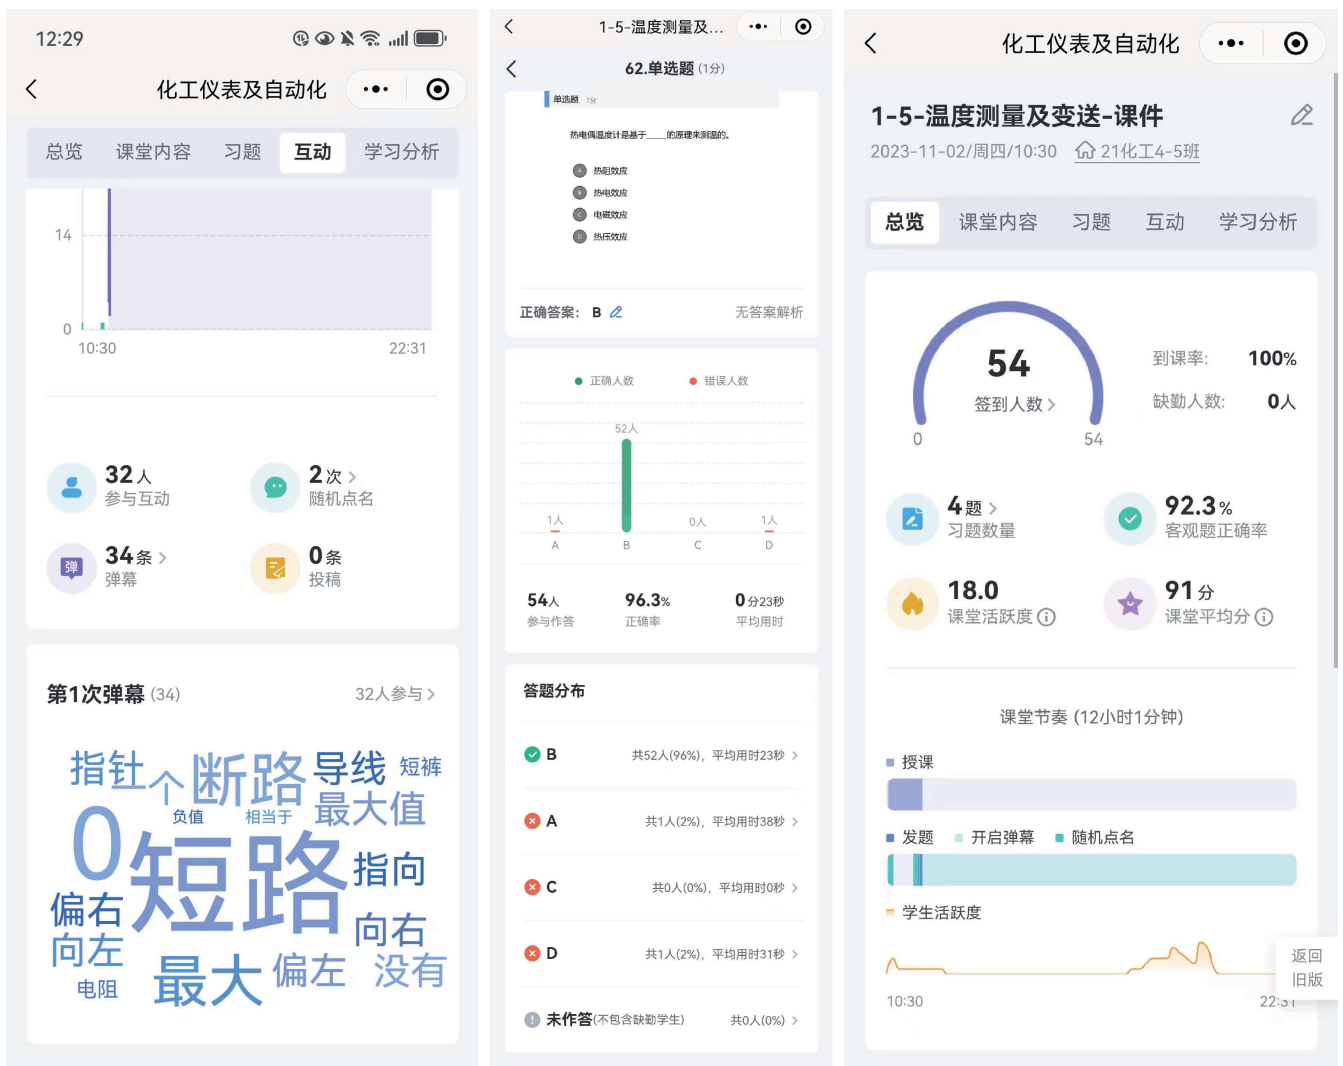 12:29
化工仪表及自动化
总览 课堂内容 习题 互动 学习分析
14
0
10:30 22:31
32人
参与互动
2次
随机点名
34条
弹幕
弹
0条
投稿
第1次弹幕 (34) 32人参与
指针 个 断路 导线 短裤
负值 相当于 最大值
0 短路 指向
偏右 向右
向左 最大 偏左 没有
电阻
1-5-温度测量及...
62.单选题 (1分)
单选题 1分
热电偶温度计是基于____的原理来测温的。
A 热阻效应
B 热电效应
C 电磁效应
D 热压效应
正确答案: B 无答案解析
正确人数 错误人数
52人
1人 0人 1人
A B C D
54人 96.3% 0分23秒
参与作答 正确率 平均用时
答题分布
B 共52人(96%), 平均用时23秒
A 共1人(2%), 平均用时38秒
C 共0人(0%), 平均用时0秒
D 共1人(2%), 平均用时31秒
未作答(不包含缺勤学生) 共0人(0%)
化工仪表及自动化
1-5-温度测量及变送-课件
2023-11-02/周四/10:30 21化工4-5班
总览 课堂内容 习题 互动 学习分析
54
签到人数
0 54
到课率: 100%
缺勤人数: 0人
4题
习题数量
92.3%
客观题正确率
18.0
课堂活跃度
91分
课堂平均分
课堂节奏 (12小时1分钟)
授课
发题 开启弹幕 随机点名
学生活跃度
10:30 22:31
返回
旧版